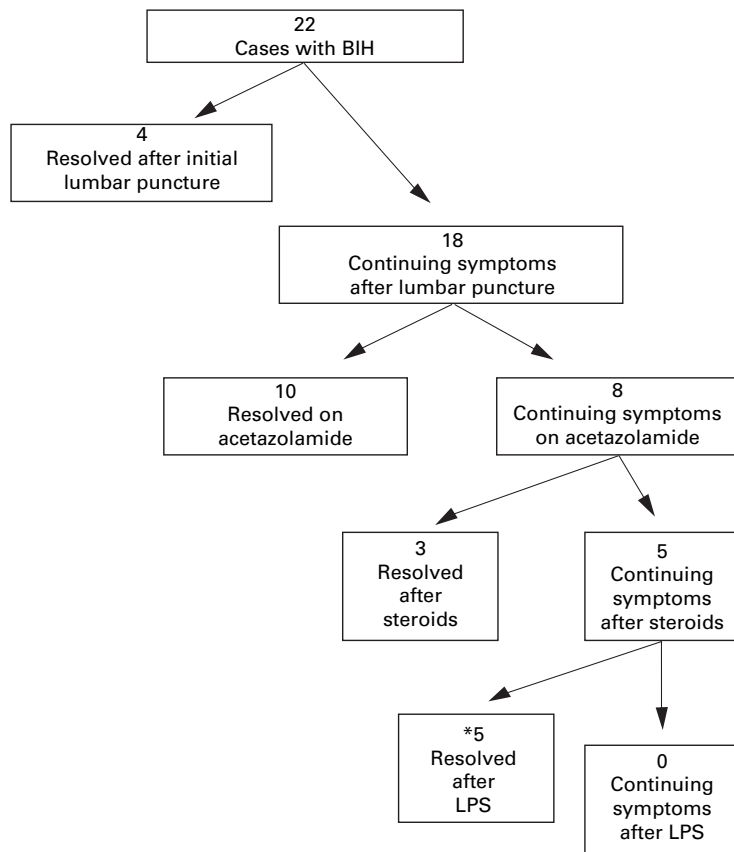 22
Cases with BIH
4
Resolved after initial
lumbar puncture
18
Continuing symptoms
after lumbar puncture
10
Resolved on
acetazolamide
8
Continuing symptoms
on acetazolamide
3
Resolved
after
steroids
5
Continuing
symptoms
after steroids
*5
Resolved
after
LPS
0
Continuing
symptoms
after LPS